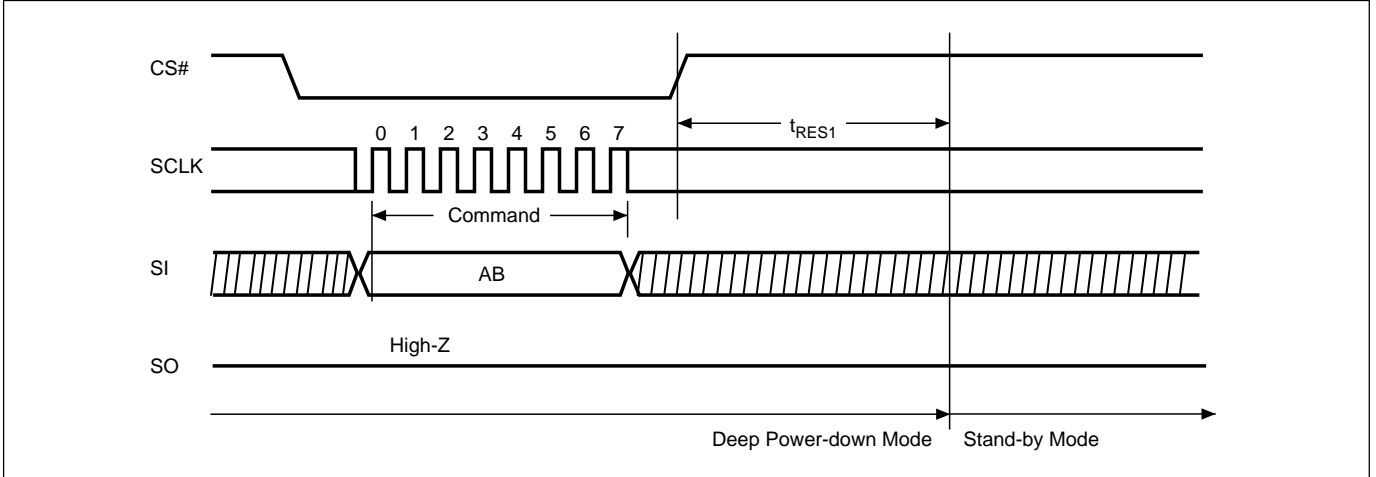 CS#
tRES1
0 1 2 3 4 5 6 7
SCLK
Command
SI
AB
High-Z
SO
Deep Power-down Mode
Stand-by Mode